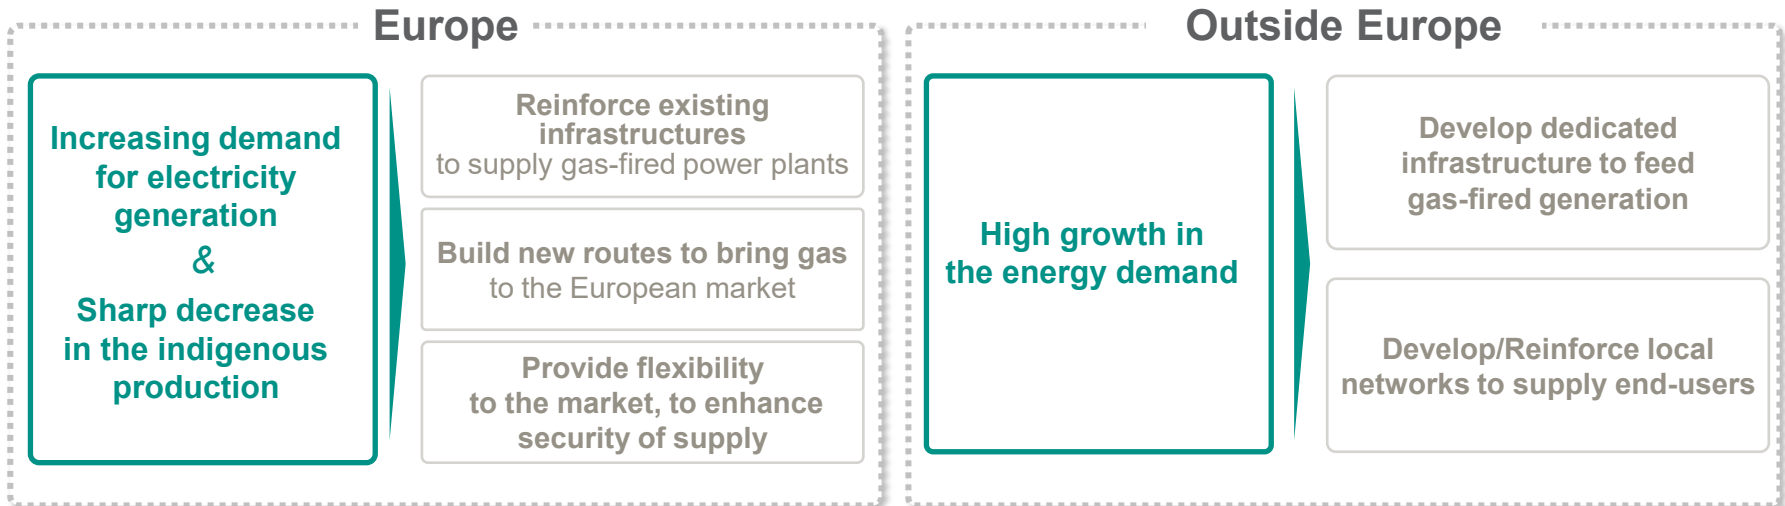 Europe
Increasing demand
for electricity
generation
&
Sharp decrease
in the indigenous
production
Reinforce existing
infrastructures
to supply gas-fired power plants
Build new routes to bring gas
to the European market
Provide flexibility
to the market, to enhance
security of supply
Outside Europe
High growth in
the energy demand
Develop dedicated
infrastructure to feed
gas-fired generation
Develop/Reinforce local
networks to supply end-users